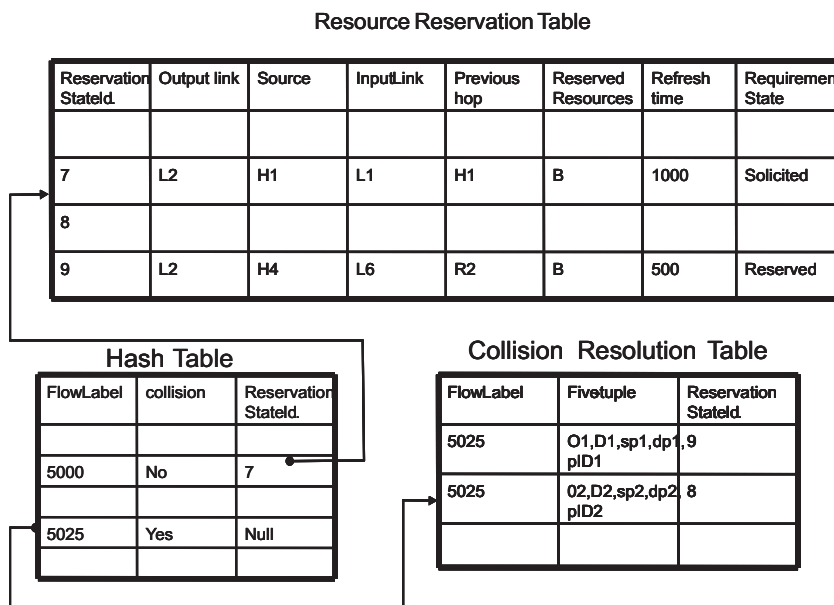 Resource Reservation Table
Reservation StateId. Output link Source InputLink Previous hop Reserved Resources Refresh time Requiremen State
7 L2 H1 L1 H1 B 1000 Solicited
8
9 L2 H4 L6 R2 B 500 Reserved
Hash Table
FlowLabel collision Reservation StateId.
5000 No 7
5025 Yes Null
Collision Resolution Table
FlowLabel Fivetuple Reservation StateId.
5025 O1,D1,sp1,dp1, pID1 9
5025 02,D2,sp2,dp2, pID2 8